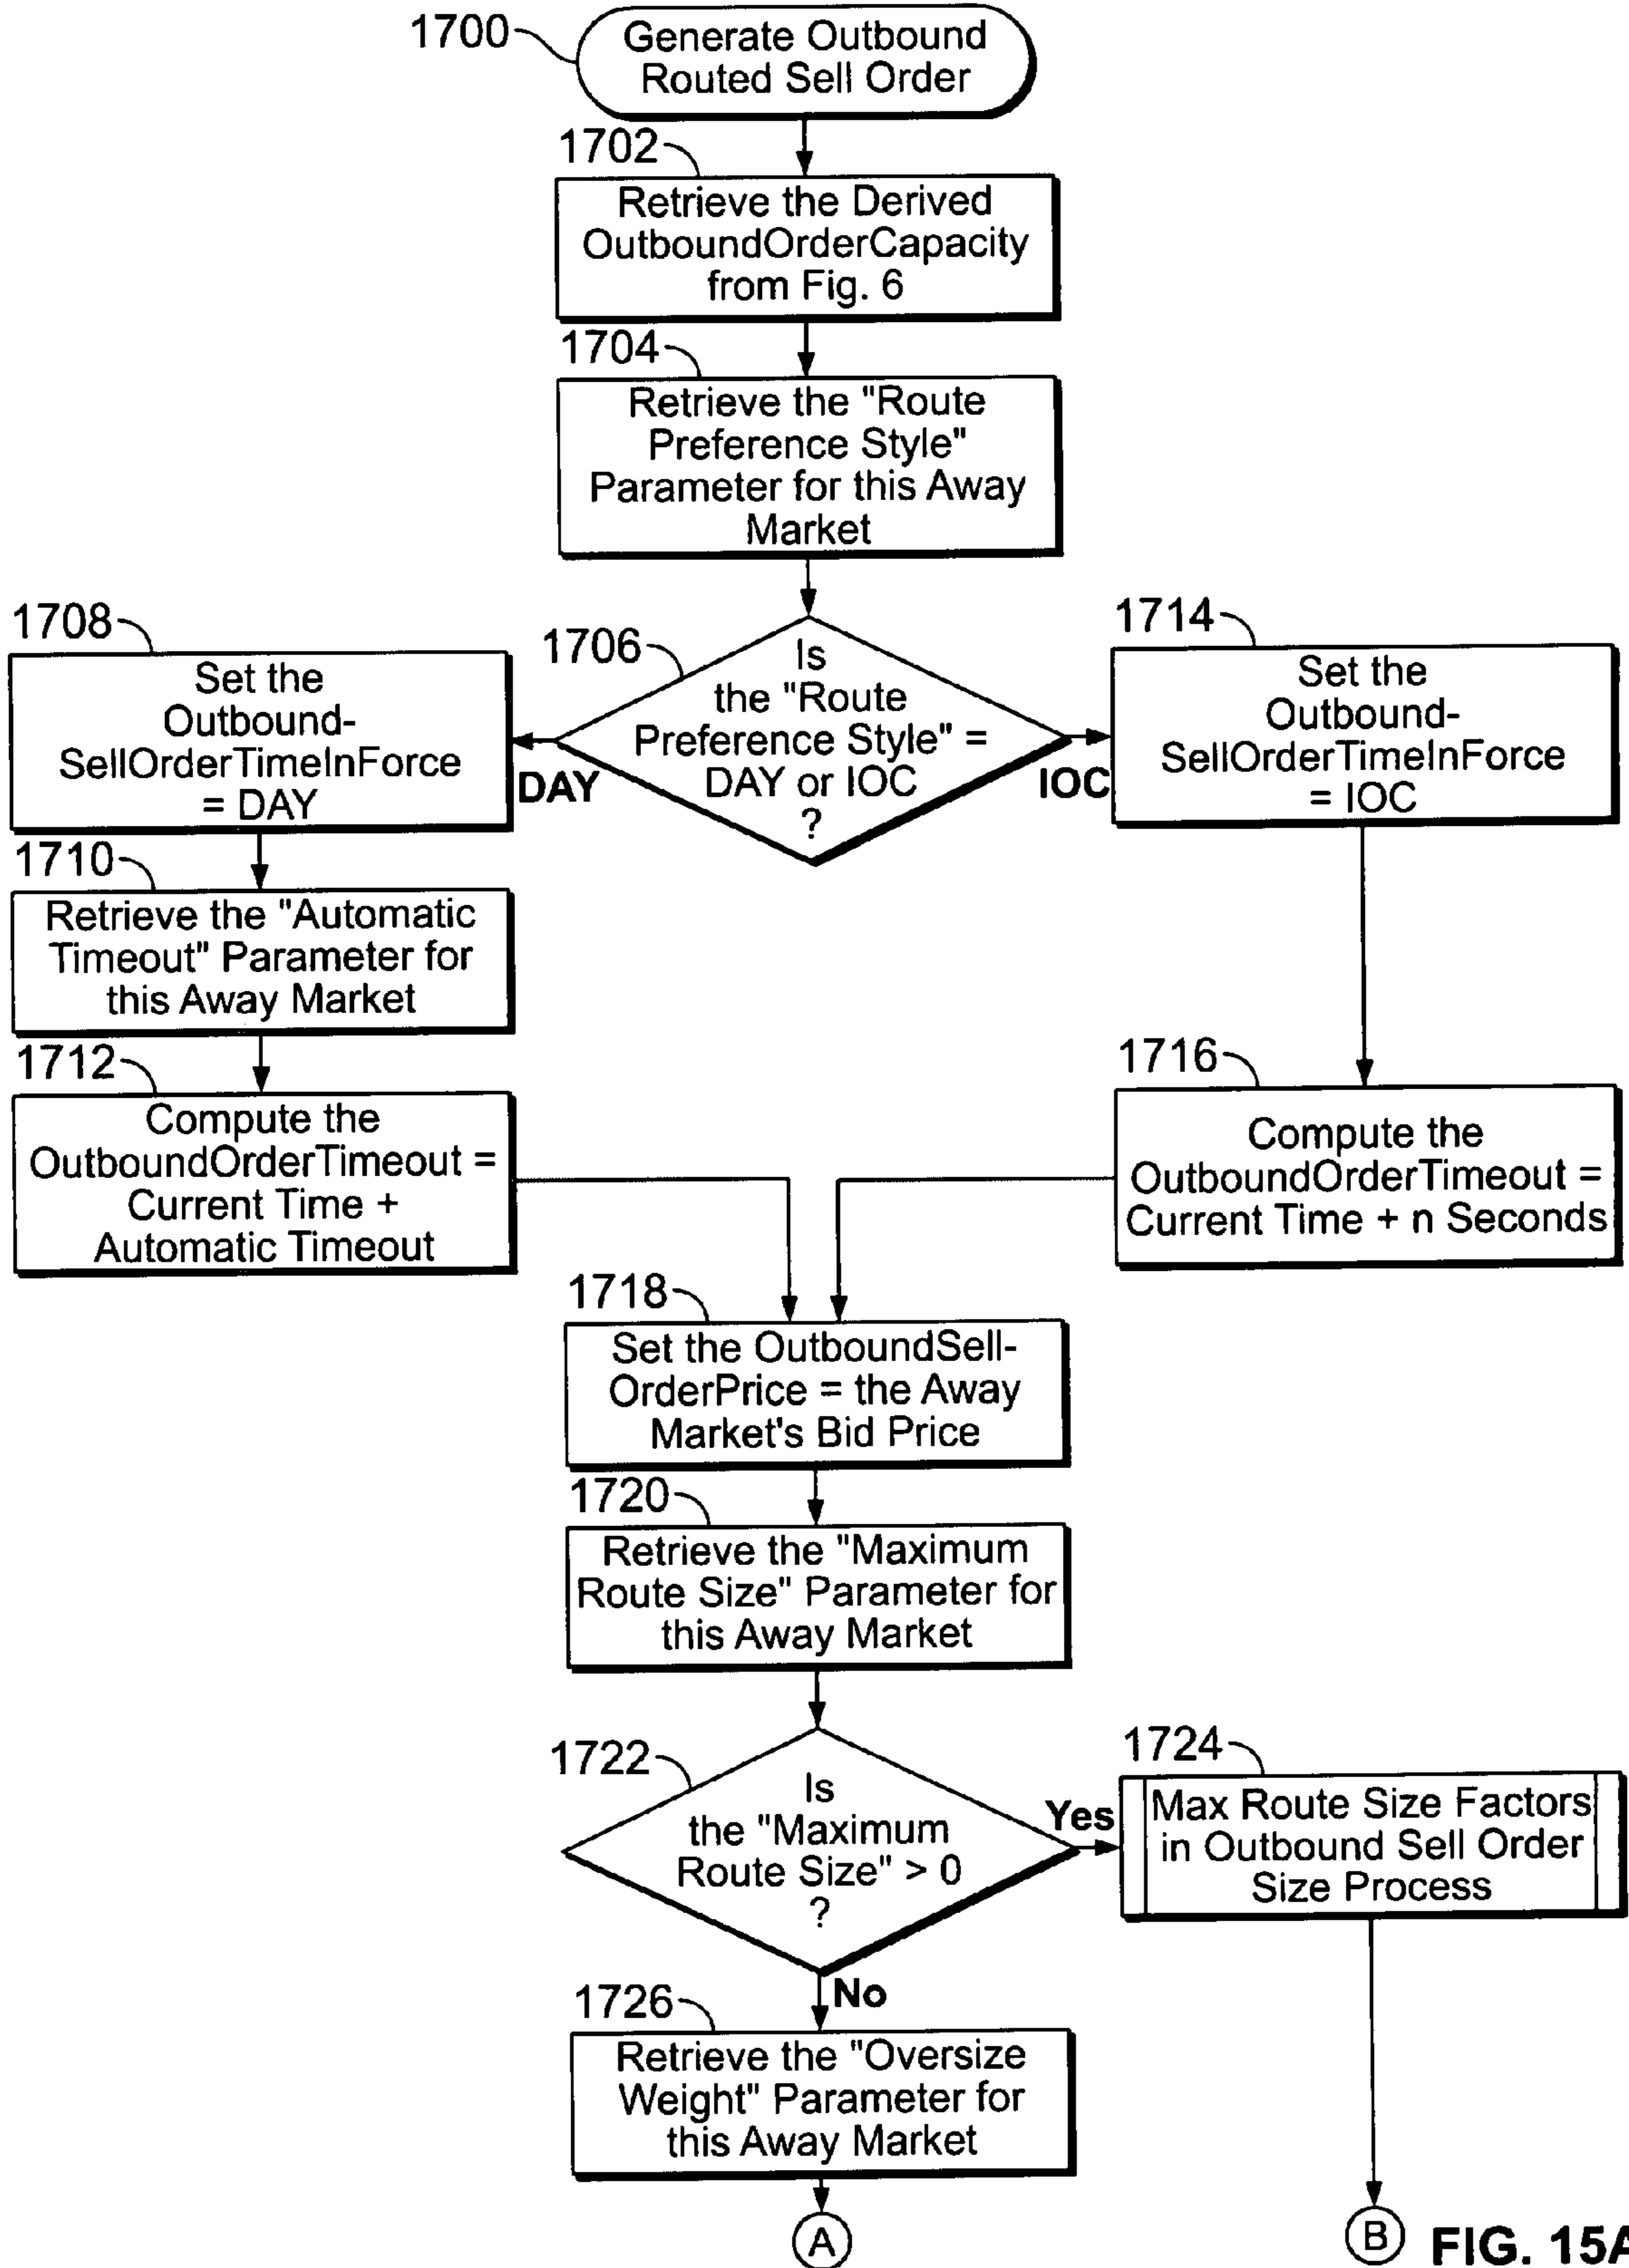 1700
Generate Outbound
Routed Sell Order
1702
Retrieve the Derived
OutboundOrderCapacity
from Fig. 6
1704
Retrieve the "Route
Preference Style"
Parameter for this Away
Market
1706
Is
the "Route
Preference Style" =
DAY or IOC
?
DAY
IOC
1708
Set the
Outbound-
SellOrderTimeInForce
= DAY
1710
Retrieve the "Automatic
Timeout" Parameter for
this Away Market
1712
Compute the
OutboundOrderTimeout =
Current Time +
Automatic Timeout
1714
Set the
Outbound-
SellOrderTimeInForce
= IOC
1716
Compute the
OutboundOrderTimeout =
Current Time + n Seconds
1718
Set the OutboundSell-
OrderPrice = the Away
Market's Bid Price
1720
Retrieve the "Maximum
Route Size" Parameter for
this Away Market
1722
Is
the "Maximum
Route Size" > 0
?
Yes
No
1724
Max Route Size Factors
in Outbound Sell Order
Size Process
1726
Retrieve the "Oversize
Weight" Parameter for
this Away Market
A
B
FIG. 15A